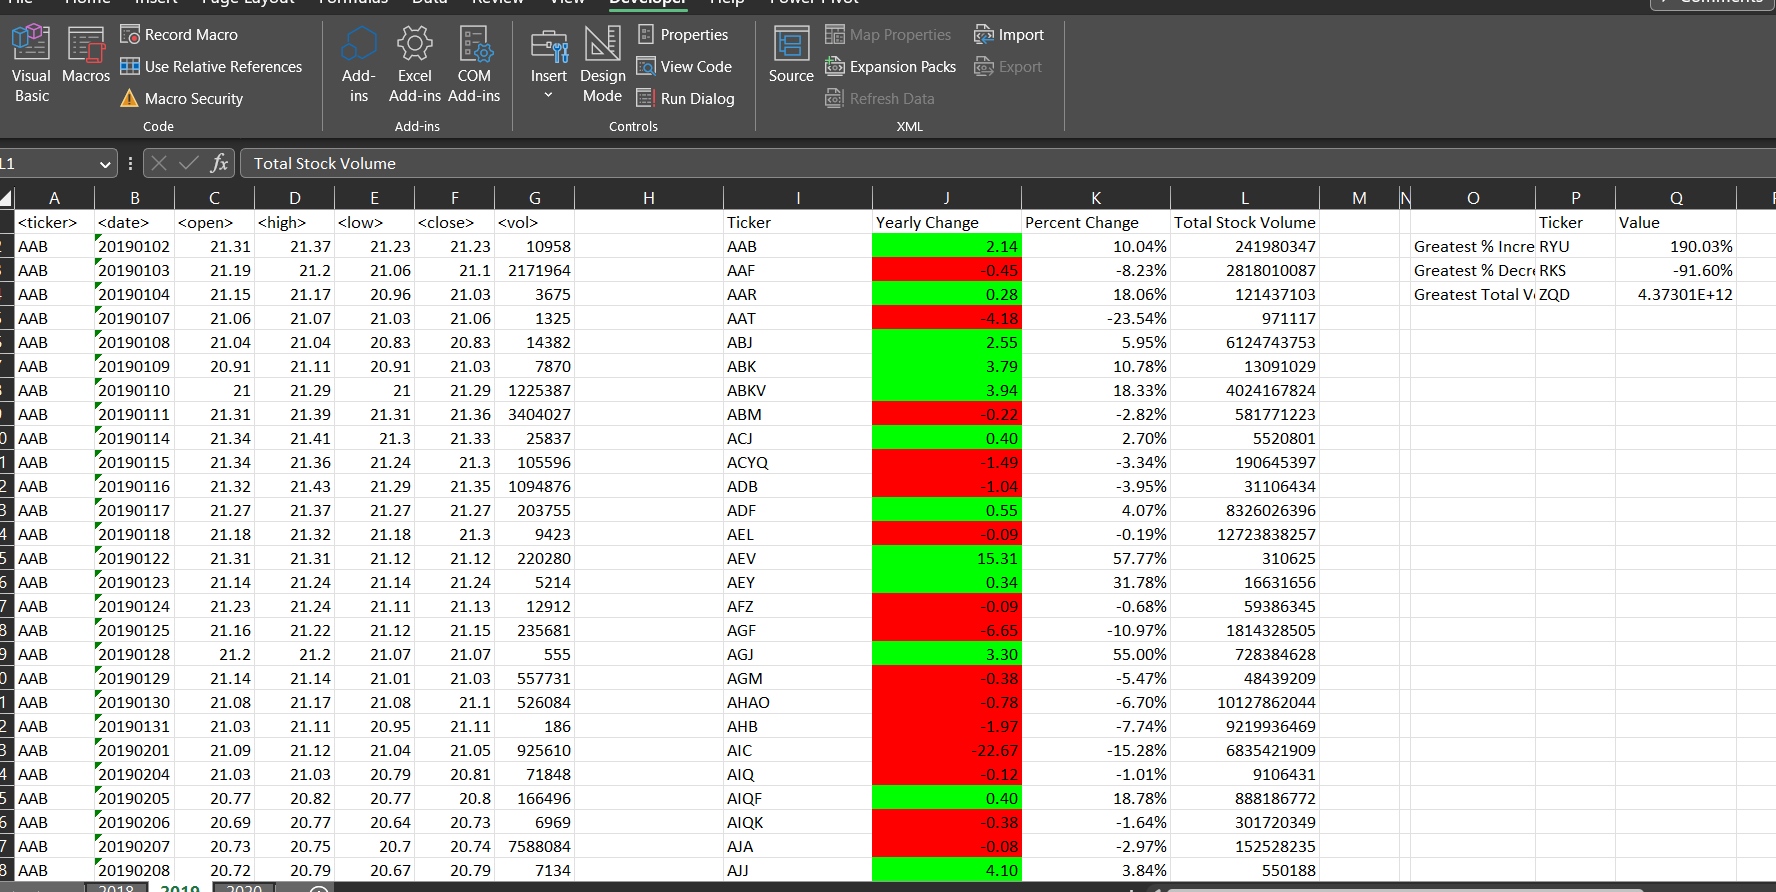 File Home Insert Page Layout Formulas Data Review View Developer Help Power Pivot Comments
Visual Basic
Macros
Record Macro
Use Relative References
Macro Security
Code
Add-ins
Excel Add-ins
COM Add-ins
Add-ins
Insert
Design Mode
Properties
View Code
Run Dialog
Controls
Source
Map Properties
Expansion Packs
Refresh Data
Import
Export
XML
L1 fx Total Stock Volume
A B C D E F G H I J K L M N O P Q
<ticker> <date> <open> <high> <low> <close> <vol> Ticker Yearly Change Percent Change Total Stock Volume Ticker Value
AAB 20190102 21.31 21.37 21.23 21.23 10958 AAB 2.14 10.04% 241980347 Greatest % Incre RYU 190.03%
AAB 20190103 21.19 21.2 21.06 21.1 2171964 AAF -0.45 -8.23% 2818010087 Greatest % Decre RKS -91.60%
AAB 20190104 21.15 21.17 20.96 21.03 3675 AAR 0.28 18.06% 121437103 Greatest Total V ZQD 4.37301E+12
AAB 20190107 21.06 21.07 21.03 21.06 1325 AAT -4.18 -23.54% 971117
AAB 20190108 21.04 21.04 20.83 20.83 14382 ABJ 2.55 5.95% 6124743753
AAB 20190109 20.91 21.11 20.91 21.03 7870 ABK 3.79 10.78% 13091029
AAB 20190110 21 21.29 21 21.29 1225387 ABKV 3.94 18.33% 4024167824
AAB 20190111 21.31 21.39 21.31 21.36 3404027 ABM -0.22 -2.82% 581771223
AAB 20190114 21.34 21.41 21.3 21.33 25837 ACJ 0.40 2.70% 5520801
AAB 20190115 21.34 21.36 21.24 21.3 105596 ACYQ -1.49 -3.34% 190645397
AAB 20190116 21.32 21.43 21.29 21.35 1094876 ADB -1.04 -3.95% 31106434
AAB 20190117 21.27 21.37 21.27 21.27 203755 ADF 0.55 4.07% 8326026396
AAB 20190118 21.18 21.32 21.18 21.3 9423 AEL -0.09 -0.19% 12723838257
AAB 20190122 21.31 21.31 21.12 21.12 220280 AEV 15.31 57.77% 310625
AAB 20190123 21.14 21.24 21.14 21.24 5214 AEY 0.34 31.78% 16631656
AAB 20190124 21.23 21.24 21.11 21.13 12912 AFZ -0.09 -0.68% 59386345
AAB 20190125 21.16 21.22 21.12 21.15 235681 AGF -6.65 -10.97% 1814328505
AAB 20190128 21.2 21.2 21.07 21.07 555 AGJ 3.30 55.00% 728384628
AAB 20190129 21.14 21.14 21.01 21.03 557731 AGM -0.38 -5.47% 48439209
AAB 20190130 21.08 21.17 21.08 21.1 526084 AHAO -0.78 -6.70% 10127862044
AAB 20190131 21.03 21.11 20.95 21.11 186 AHB -1.97 -7.74% 9219936469
AAB 20190201 21.09 21.12 21.04 21.05 925610 AIC -22.67 -15.28% 6835421909
AAB 20190204 21.03 21.03 20.79 20.81 71848 AIQ -0.12 -1.01% 9106431
AAB 20190205 20.77 20.82 20.77 20.8 166496 AIQF 0.40 18.78% 888186772
AAB 20190206 20.69 20.77 20.64 20.73 6969 AIQK -0.38 -1.64% 301720349
AAB 20190207 20.73 20.75 20.7 20.74 7588084 AJA -0.08 -2.97% 152528235
AAB 20190208 20.72 20.79 20.67 20.79 7134 AJJ 4.10 3.84% 550188
2018 2019 2020